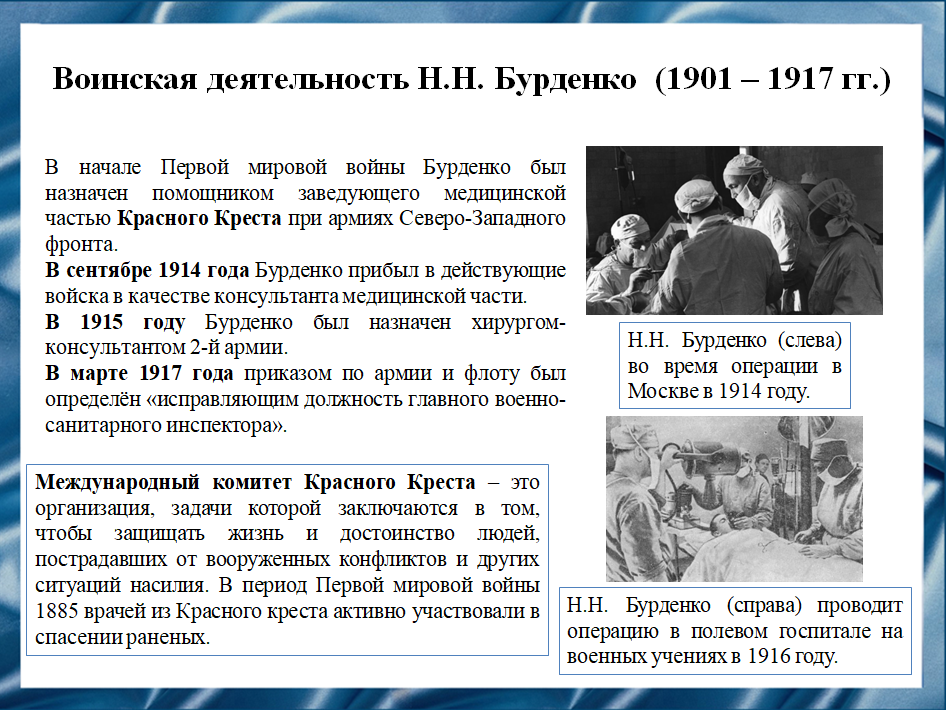 Воинская деятельность Н.Н. Бурденко (1901 – 1917 гг.)
В начале Первой мировой войны Бурденко был
назначен помощником заведующего медицинской
частью Красного Креста при армиях Северо-Западного
фронта.
В сентябре 1914 года Бурденко прибыл в действующие
войска в качестве консультанта медицинской части.
В 1915 году Бурденко был назначен хирургом-
консультантом 2-й армии.
В марте 1917 года приказом по армии и флоту был
определён «исправляющим должность главного военно-
санитарного инспектора».
Международный комитет Красного Креста – это
организация, задачи которой заключаются в том,
чтобы защищать жизнь и достоинство людей,
пострадавших от вооруженных конфликтов и других
ситуаций насилия. В период Первой мировой войны
1885 врачей из Красного креста активно участвовали в
спасении раненых.
Н.Н. Бурденко (слева)
во время операции в
Москве в 1914 году.
Н.Н. Бурденко (справа) проводит
операцию в полевом госпитале на
военных учениях в 1916 году.